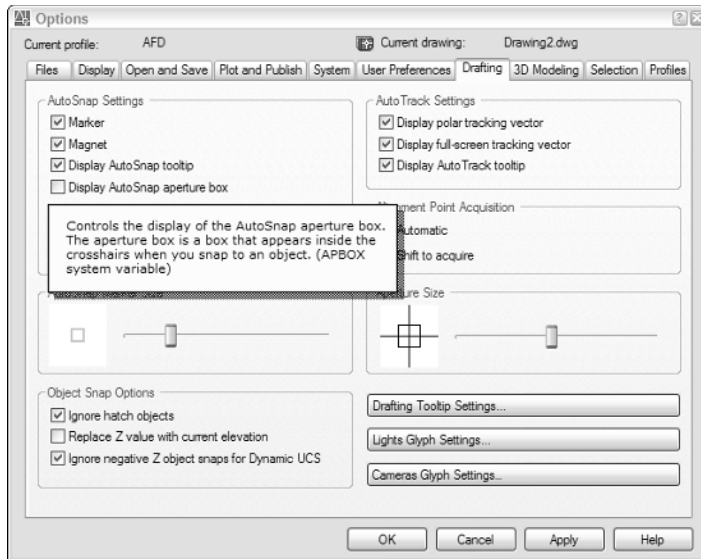 Options
Current profile: AFD Current drawing: Drawing2.dwg
Files Display Open and Save Plot and Publish System User Preferences Drafting 3D Modeling Selection Profiles
AutoSnap Settings
Marker
Magnet
Display AutoSnap tooltip
Display AutoSnap aperture box
Controls the display of the AutoSnap aperture box.
The aperture box is a box that appears inside the
crosshairs when you snap to an object. (APBOX
system variable)
AutoTrack Settings
Display polar tracking vector
Display full-screen tracking vector
Display AutoTrack tooltip
Point Acquisition
Automatic
Shift to acquire
Size
Aperture Size
Object Snap Options
Ignore hatch objects
Replace Z value with current elevation
Ignore negative Z object snaps for Dynamic UCS
Drafting Tooltip Settings...
Lights Glyph Settings...
Cameras Glyph Settings...
OK Cancel Apply Help